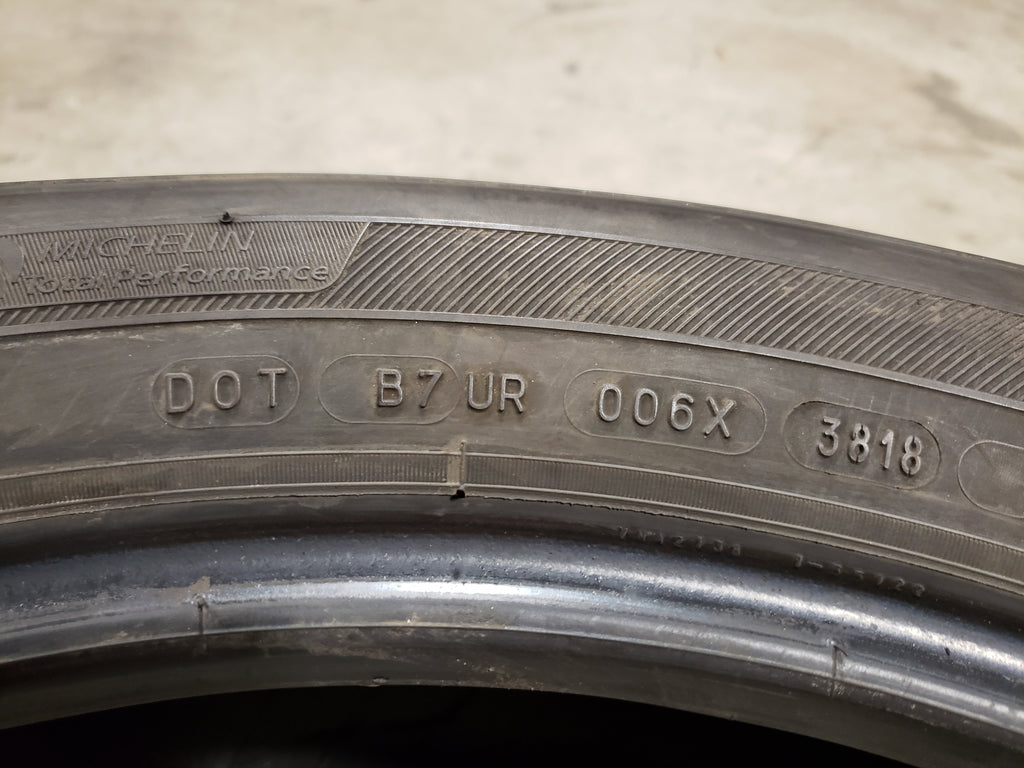 MICHELIN
Total Performance
DOT B7 UR 006X 3818